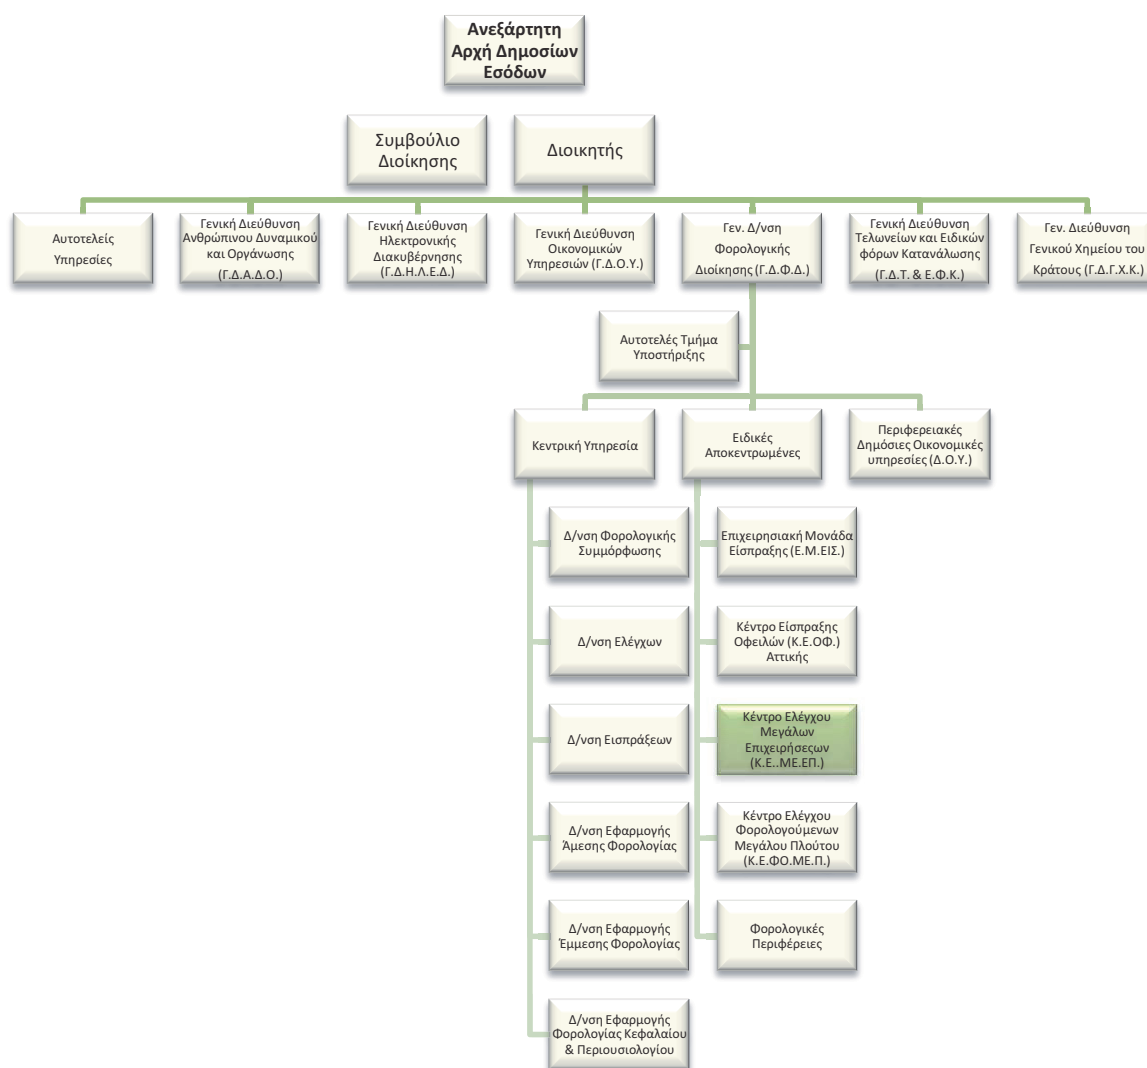 Ανεξάρτητη
Αρχή Δημοσίων
Εσόδων
Συμβούλιο
Διοίκησης
Διοικητής
Αυτοτελείς
Υπηρεσίες
Γενική Διεύθυνση
Ανθρώπινου Δυναμικού
και Οργάνωσης
(Γ.Δ.Α.Δ.Ο.)
Γενική Διεύθυνση
Ηλεκτρονικής
Διακυβέρνησης
(Γ.Δ.Η.Λ.Ε.Δ.)
Γενική Διεύθυνση
Οικονομικών
Υπηρεσιών (Γ.Δ.Ο.Υ.)
Γεν. Δ/νση
Φορολογικής
Διοίκησης (Γ.Δ.Φ.Δ.)
Γενική Διεύθυνση
Τελωνείων και Ειδικών
φόρων Κατανάλωσης
(Γ.Δ.Τ. & Ε.Φ.Κ.)
Γεν. Διεύθυνση
Γενικού Χημείου του
Κράτους (Γ.Δ.Γ.Χ.Κ.)
Αυτοτελές Τμήμα
Υποστήριξης
Κεντρική Υπηρεσία
Ειδικές
Αποκεντρωμένες
Περιφερειακές
Δημόσιες Οικονομικές
υπηρεσίες (Δ.Ο.Υ.)
Δ/νση Φορολογικής
Συμμόρφωσης
Δ/νση Ελέγχων
Δ/νση Εισπράξεων
Δ/νση Εφαρμογής
Άμεσης Φορολογίας
Δ/νση Εφαρμογής
Έμμεσης Φορολογίας
Δ/νση Εφαρμογής
Φορολογίας Κεφαλαίου
& Περιουσιολογίου
Επιχειρησιακή Μονάδα
Είσπραξης (Ε.Μ.ΕΙΣ.)
Κέντρο Είσπραξης
Οφειλών (Κ.Ε.ΟΦ.)
Αττικής
Κέντρο Ελέγχου
Μεγάλων
Επιχειρήσεςων
(Κ.Ε..ΜΕ.ΕΠ.)
Κέντρο Ελέγχου
Φορολογούμενων
Μεγάλου Πλούτου
(Κ.Ε.ΦΟ.ΜΕ.Π.)
Φορολογικές
Περιφέρειες